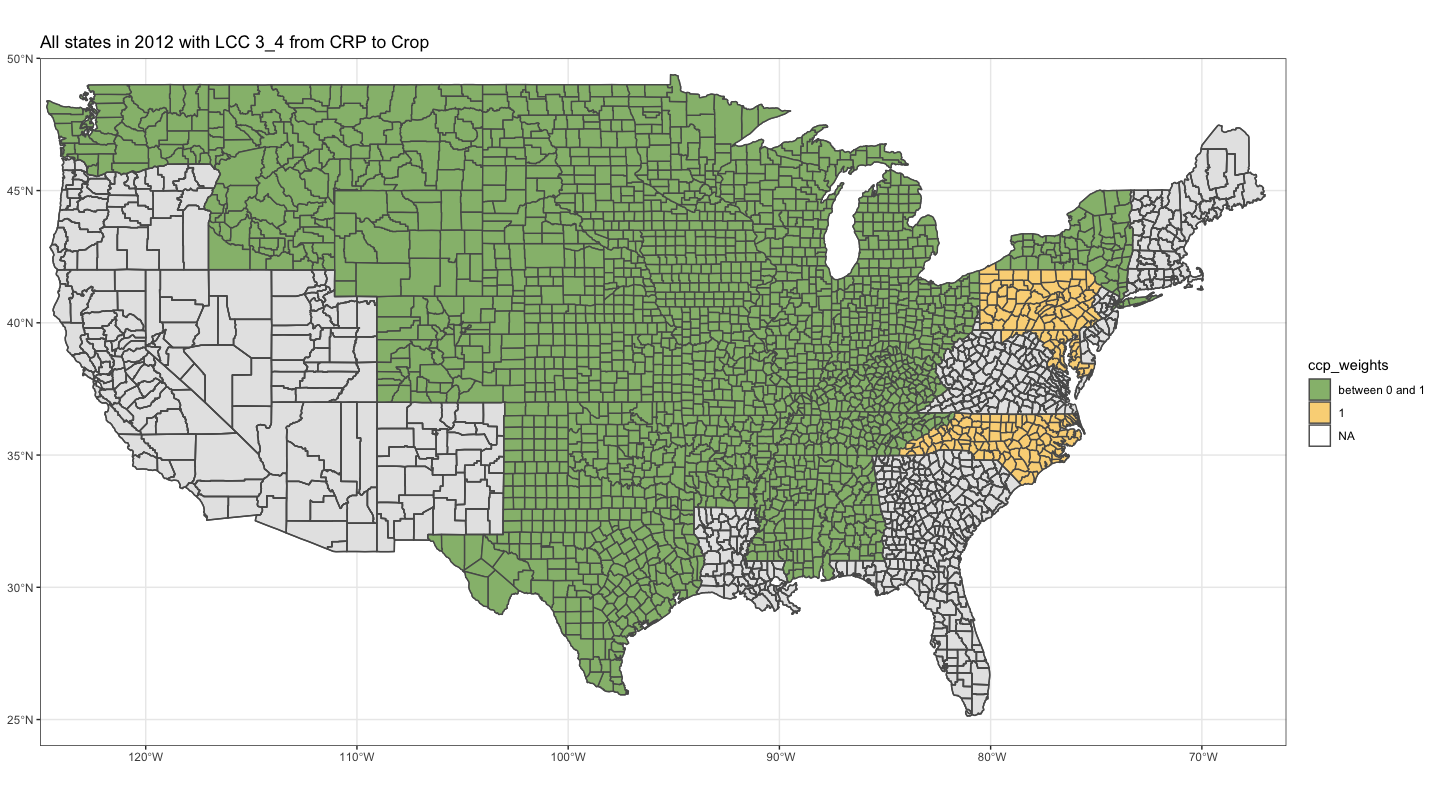 All states in 2012 with LCC 3_4 from CRP to Crop
50°N
45°N
40°N
35°N
30°N
25°N
120°W
110°W
100°W
90°W
80°W
70°W
ccp_weights
between 0 and 1
1
NA